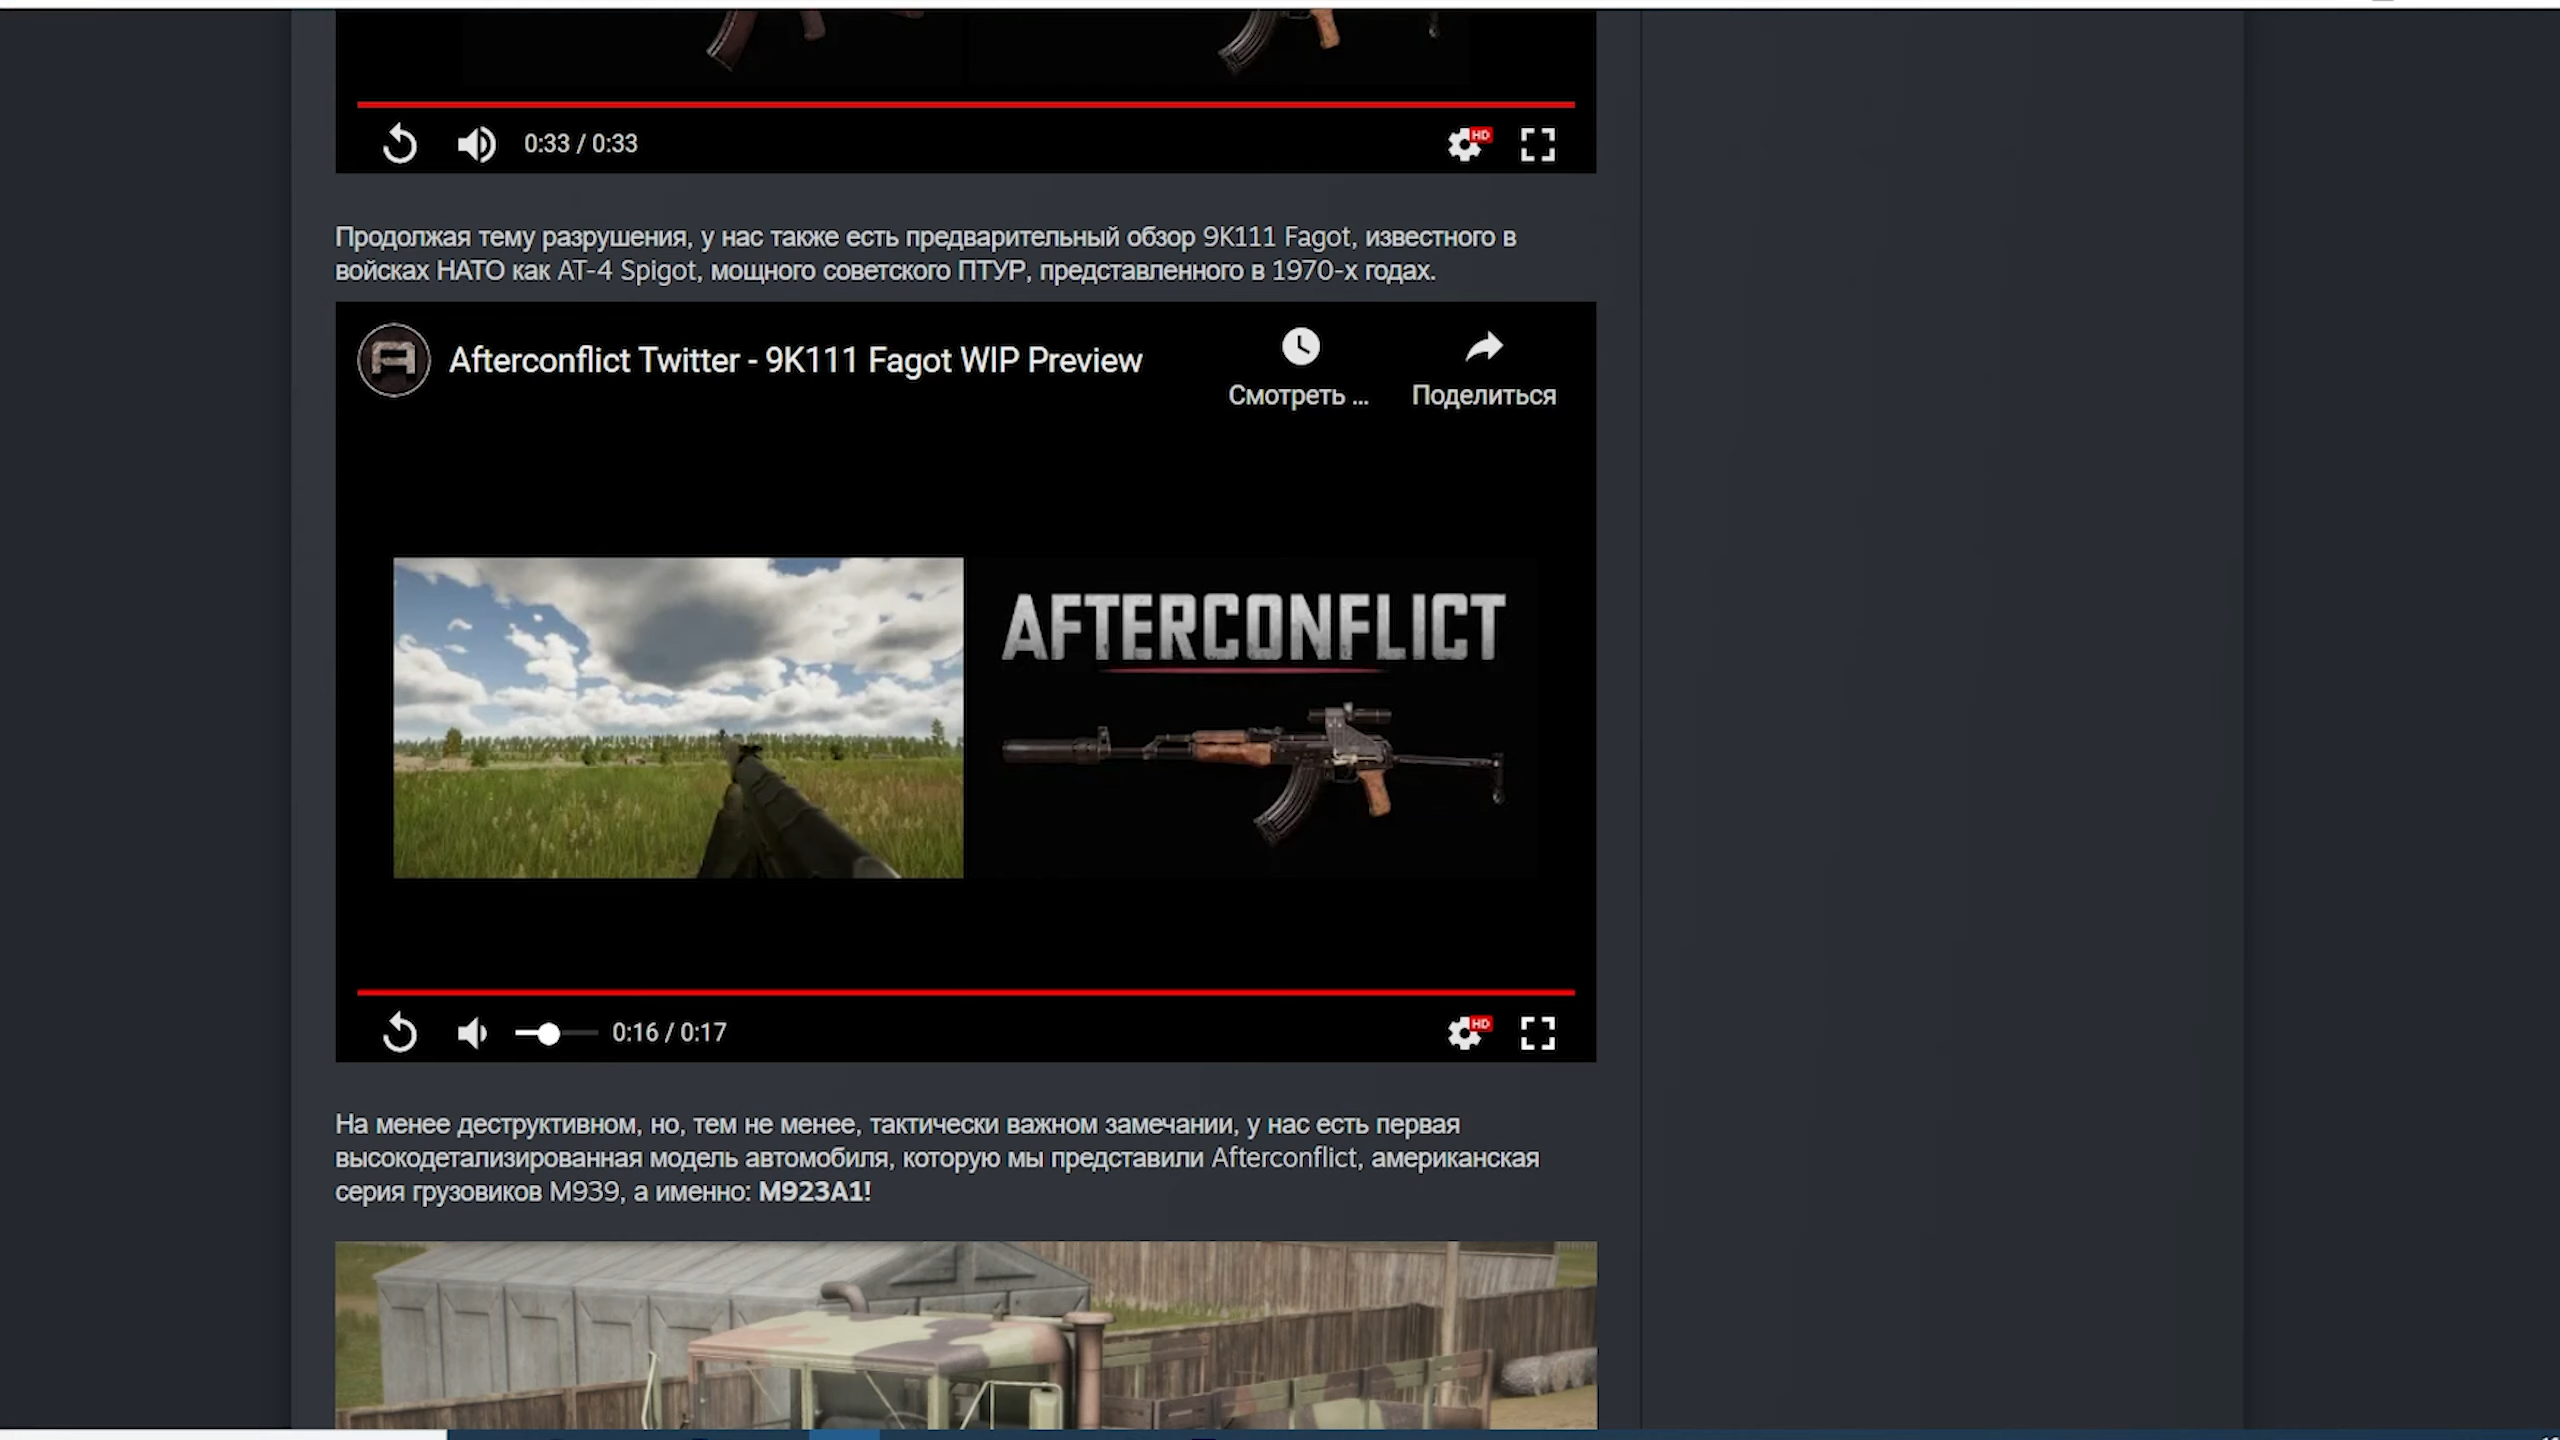 0:33 / 0:33
HD
Продолжая тему разрушения, у нас также есть предварительный обзор 9K111 Fagot, известного в
войсках НАТО как AT-4 Spigot, мощного советского ПТУР, представленного в 1970-х годах.
Afterconflict Twitter - 9K111 Fagot WIP Preview
Смотреть ...
Поделиться
AFTERCONFLICT
0:16 / 0:17
HD
На менее деструктивном, но, тем не менее, тактически важном замечании, у нас есть первая
высокодетализированная модель автомобиля, которую мы представили Afterconflict, американская
серия грузовиков M939, а именно: M923A1!